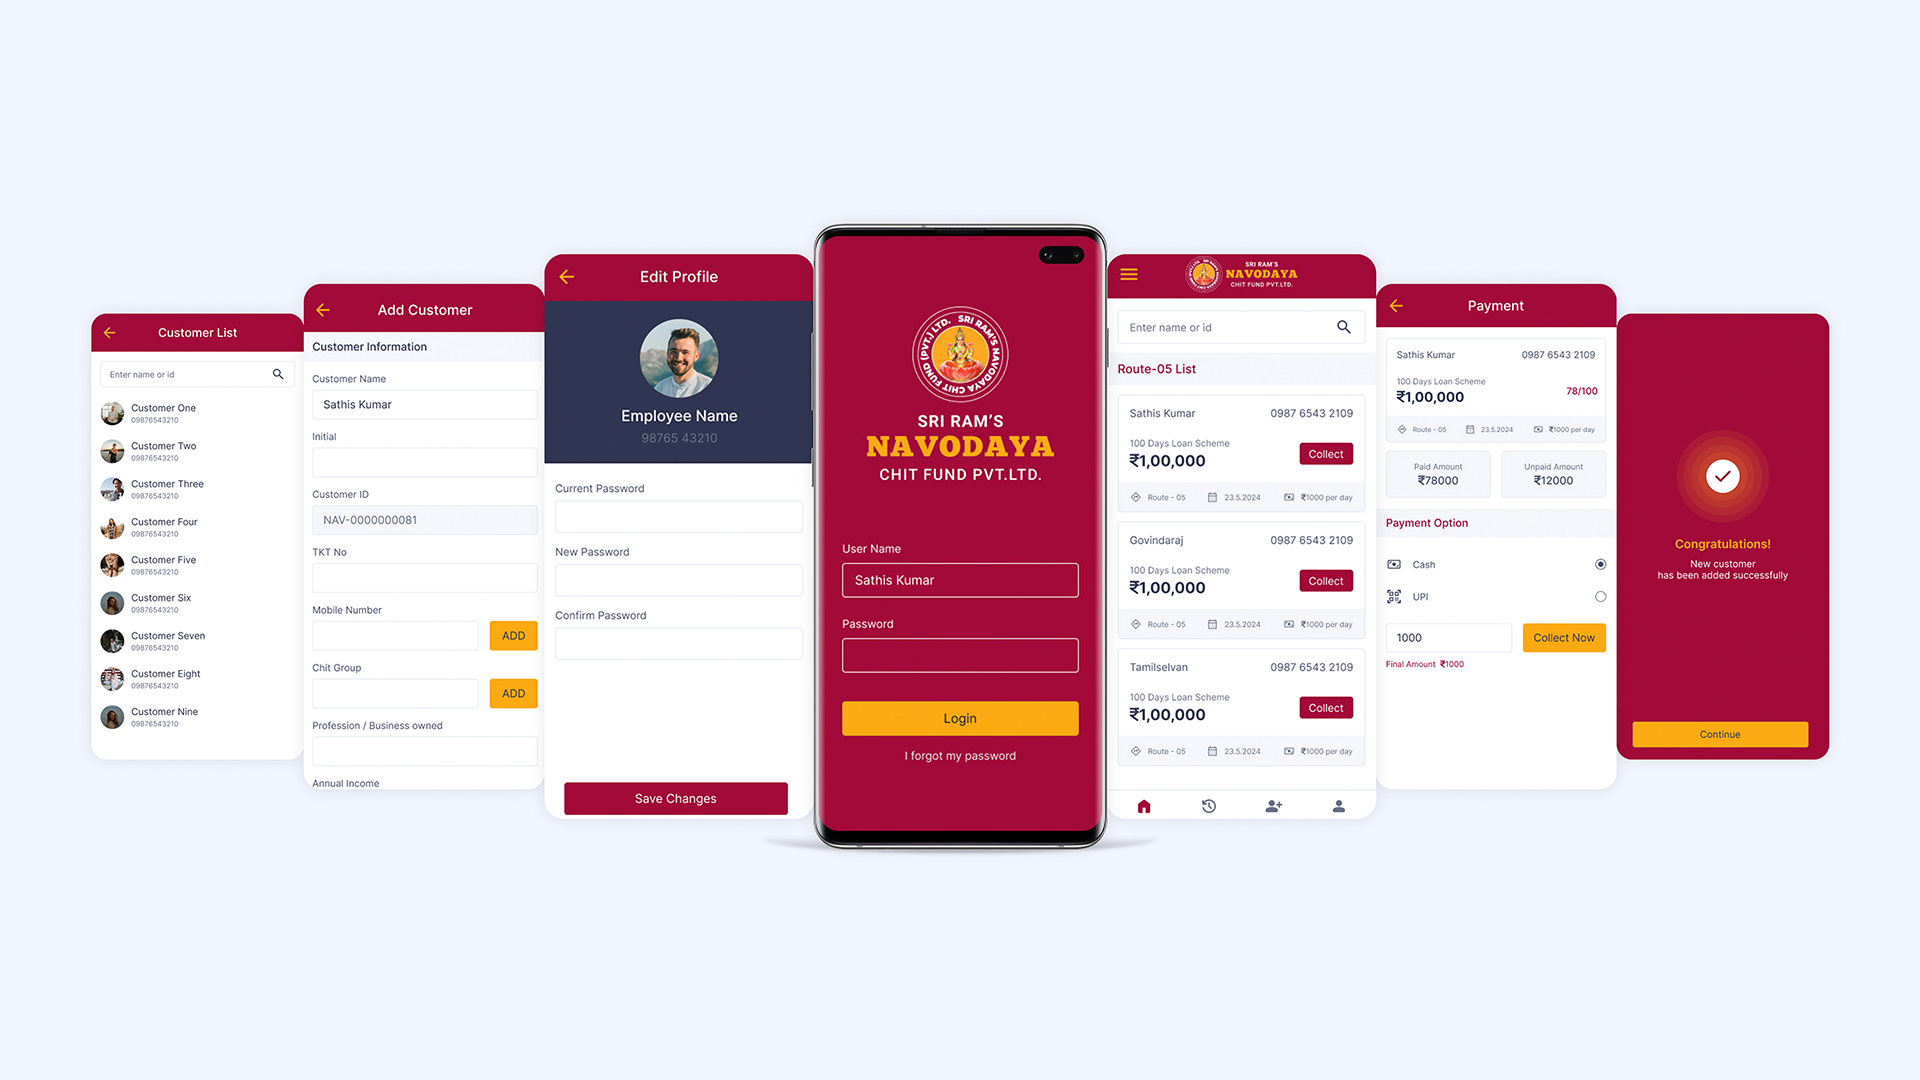 Customer List
Enter name or id
Customer One
09876543210
Customer Two
09876543210
Customer Three
09876543210
Customer Four
09876543210
Customer Five
09876543210
Customer Six
09876543210
Customer Seven
09876543210
Customer Eight
09876543210
Customer Nine
09876543210
Add Customer
Customer Information
Customer Name
Sathis Kumar
Initial
Customer ID
NAV-0000000081
TKT No
Mobile Number
ADD
Chit Group
ADD
Profession / Business owned
Annual Income
Edit Profile
Employee Name
98765 43210
Current Password
New Password
Confirm Password
Save Changes
SRI RAM'S NAVODAYA CHIT FUND (PVT.) LTD.
SRI RAM'S
NAVODAYA
CHIT FUND PVT.LTD.
User Name
Sathis Kumar
Password
Login
I forgot my password
SRI RAM'S
NAVODAYA
CHIT FUND PVT.LTD.
Enter name or id
Route-05 List
Sathis Kumar 0987 6543 2109
100 Days Loan Scheme
₹1,00,000 Collect
Route - 05 23.5.2024 ₹1000 per day
Govindaraj 0987 6543 2109
100 Days Loan Scheme
₹1,00,000 Collect
Route - 05 23.5.2024 ₹1000 per day
Tamilselvan 0987 6543 2109
100 Days Loan Scheme
₹1,00,000 Collect
Route - 05 23.5.2024 ₹1000 per day
Payment
Sathis Kumar 0987 6543 2109
100 Days Loan Scheme
₹1,00,000 78/100
Route - 05 23.5.2024 ₹1000 per day
Paid Amount Unpaid Amount
₹78000 ₹12000
Payment Option
Cash
UPI
1000 Collect Now
Final Amount ₹1000
Congratulations!
New customer
has been added successfully
Continue